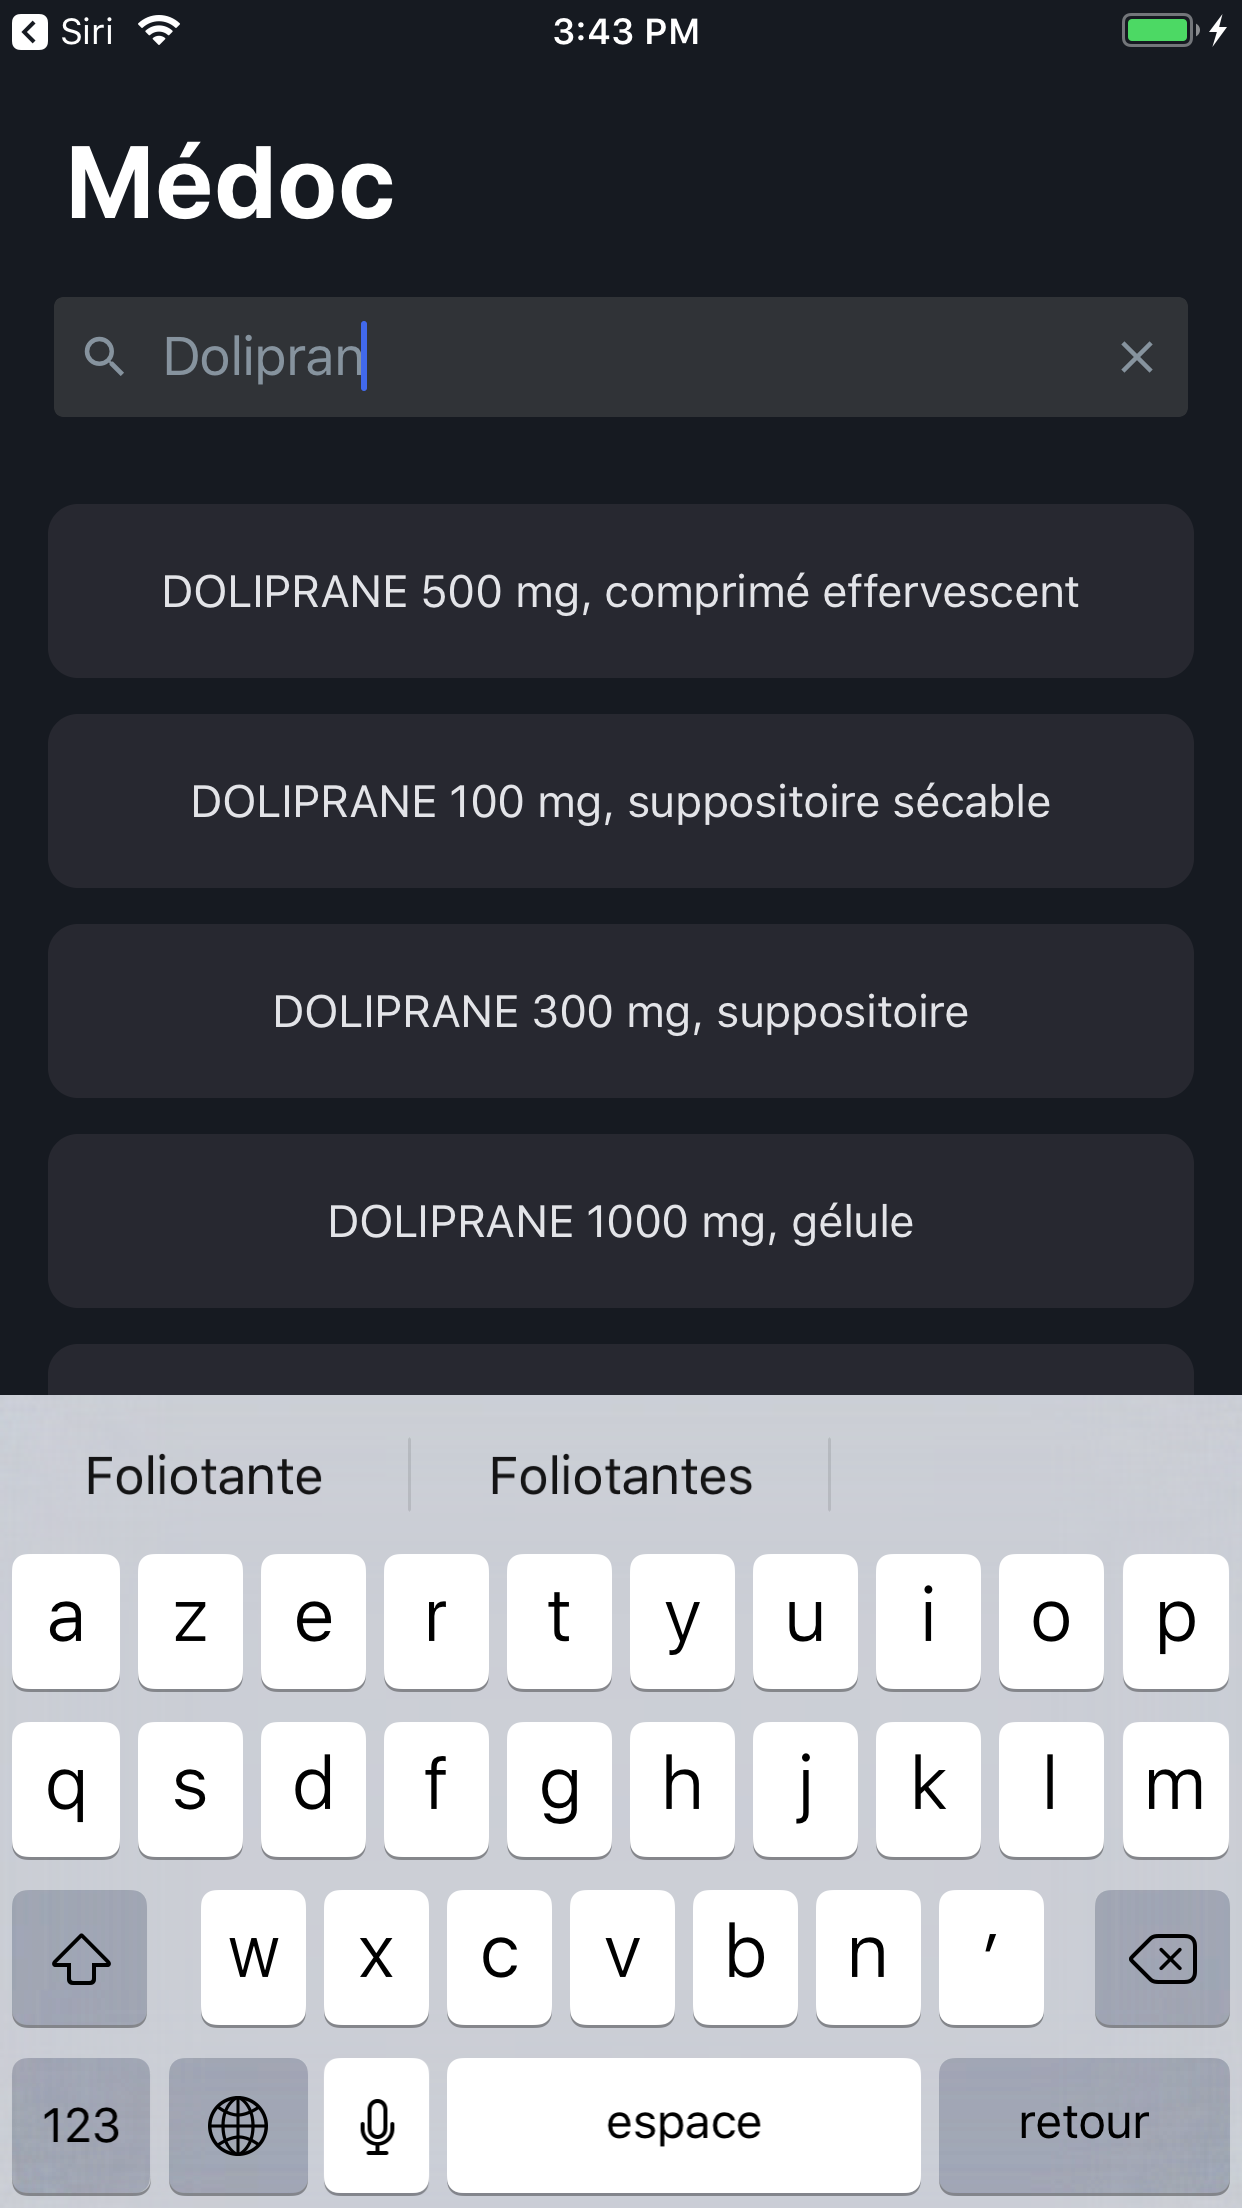 Siri 3:43 PM
Médoc
Dolipran
DOLIPRANE 500 mg, comprimé effervescent
DOLIPRANE 100 mg, suppositoire sécable
DOLIPRANE 300 mg, suppositoire
DOLIPRANE 1000 mg, gélule
Foliotante Foliotantes
a z e r t y u i o p
q s d f g h j k l m
w x c v b n ’
123 espace retour